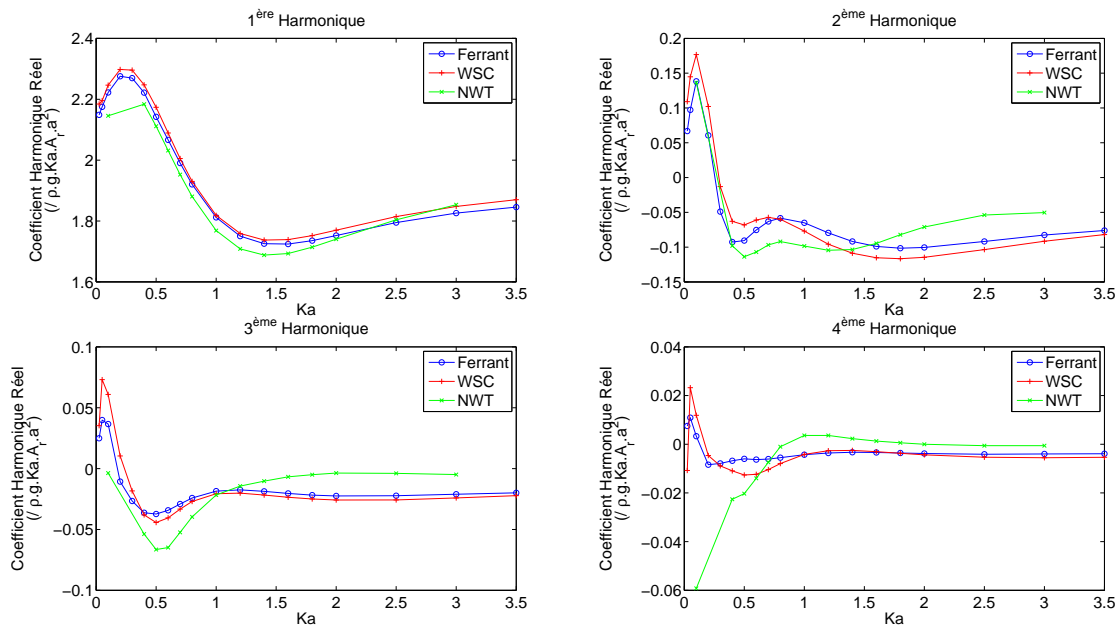 1ère Harmonique
Coefficient Harmonique Réel
(/ ρ.g.Ka.A_r.a²)
2.4
2.2
2
1.8
1.6
0
0.5
1
1.5
2
2.5
3
3.5
Ka
Ferrant
WSC
NWT
2ème Harmonique
Coefficient Harmonique Réel
(/ ρ.g.Ka.A_r.a²)
0.2
0.15
0.1
0.05
0
−0.05
−0.1
−0.15
0
0.5
1
1.5
2
2.5
3
3.5
Ka
Ferrant
WSC
NWT
3ème Harmonique
Coefficient Harmonique Réel
(/ ρ.g.Ka.A_r.a²)
0.1
0.05
0
−0.05
−0.1
0
0.5
1
1.5
2
2.5
3
3.5
Ka
Ferrant
WSC
NWT
4ème Harmonique
Coefficient Harmonique Réel
(/ ρ.g.Ka.A_r.a²)
0.04
0.02
0
−0.02
−0.04
−0.06
0
0.5
1
1.5
2
2.5
3
3.5
Ka
Ferrant
WSC
NWT